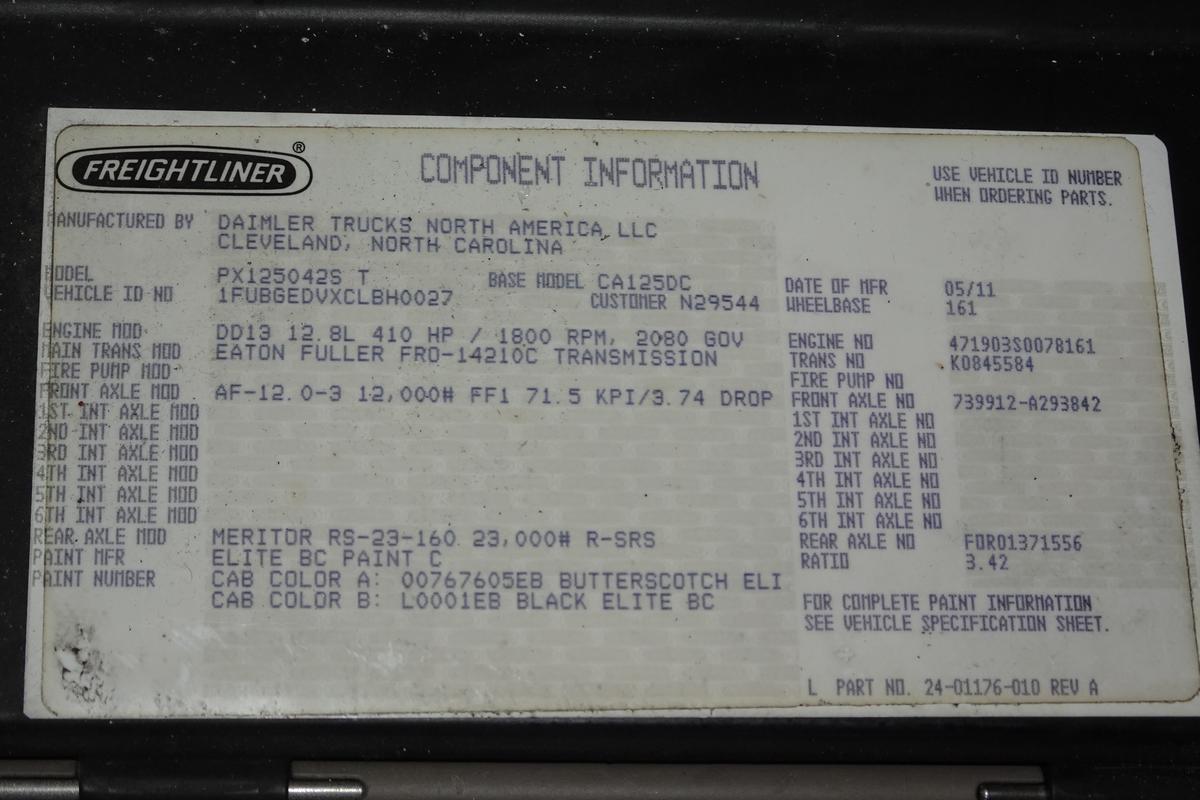 FREIGHTLINER ®
COMPONENT INFORMATION
USE VEHICLE ID NUMBER
WHEN ORDERING PARTS.
MANUFACTURED BY DAIMLER TRUCKS NORTH AMERICA, LLC
CLEVELAND, NORTH CAROLINA
MODEL PX125042S T BASE MODEL CA125DC
VEHICLE ID NO 1FUBGEDVXCLBH0027 CUSTOMER N29544
DATE OF MFR 05/11
WHEELBASE 161
ENGINE MOD DD13 12.8L 410 HP / 1800 RPM, 2080 GOV
MAIN TRANS MOD EATON FULLER FRO-14210C TRANSMISSION
FIRE PUMP MOD
FRONT AXLE MOD AF-12.0-3 12,000# FF1 71.5 KPI/3.74 DROP
1ST INT AXLE MOD
2ND INT AXLE MOD
3RD INT AXLE MOD
4TH INT AXLE MOD
5TH INT AXLE MOD
6TH INT AXLE MOD
REAR AXLE MOD MERITOR RS-23-160 23,000# R-SRS
PAINT MFR ELITE BC PAINT C
PAINT NUMBER CAB COLOR A: 00767605EB BUTTERSCOTCH ELI
CAB COLOR B: L0001EB BLACK ELITE BC
ENGINE NO 471903S0078161
TRANS NO K0845584
FIRE PUMP NO
FRONT AXLE NO 739912-A293842
1ST INT AXLE NO
2ND INT AXLE NO
3RD INT AXLE NO
4TH INT AXLE NO
5TH INT AXLE NO
6TH INT AXLE NO
REAR AXLE NO FDR01371556
RATIO 3.42
FOR COMPLETE PAINT INFORMATION
SEE VEHICLE SPECIFICATION SHEET.
L PART NO. 24-01176-010 REV A